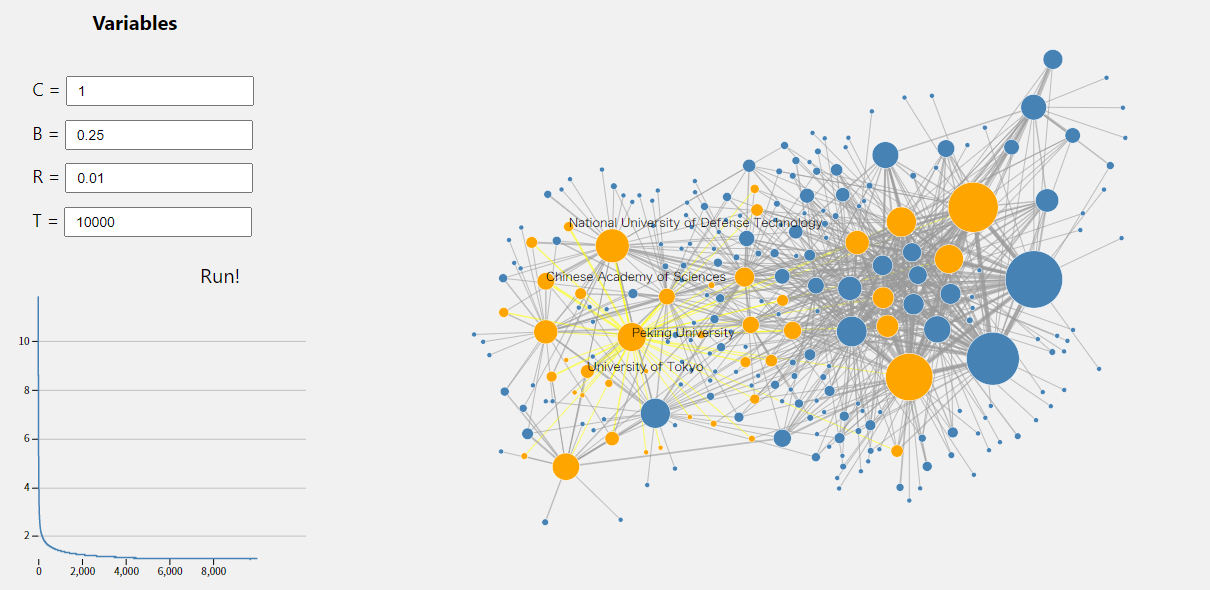 Variables
C = 1
B = 0.25
R = 0.01
T = 10000
Run!
10
8
6
4
2
0 2,000 4,000 6,000 8,000
National University of Defense Technology
Chinese Academy of Sciences
Peking University
University of Tokyo